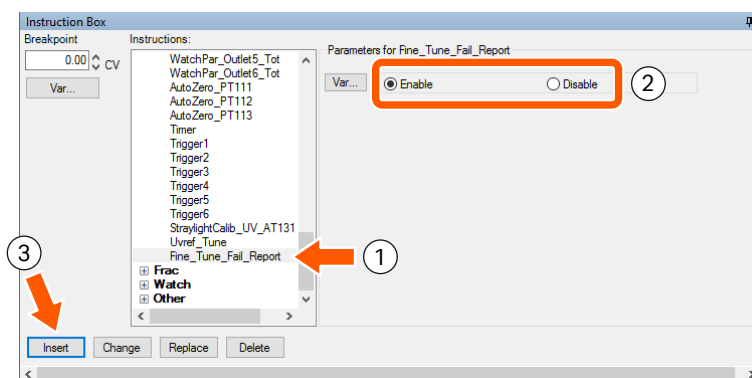 Instruction Box
Breakpoint
Instructions:
0.00
CV
Var...
WatchPar_Outlet5_Tot
WatchPar_Outlet6_Tot
AutoZero_PT111
AutoZero_PT112
AutoZero_PT113
Timer
Trigger1
Trigger2
Trigger3
Trigger4
Trigger5
Trigger6
StraylightCalib_UV_AT131
Uvref_Tune
Fine_Tune_Fail_Report
Frac
Watch
Other
Parameters for Fine_Tune_Fail_Report
Var...
Enable
Disable
2
1
3
Insert
Change
Replace
Delete